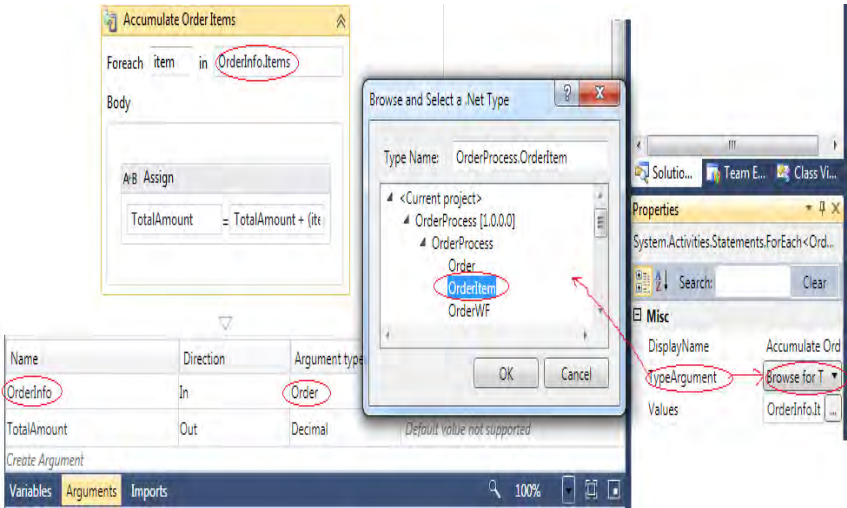 Accumulate Order Items
Foreach item in OrderInfo.Items
Body
A+B Assign
TotalAmount = TotalAmount + (ite
Name Direction Argument type
OrderInfo In Order
TotalAmount Out Decimal Default value not supported
Create Argument
Variables Arguments Imports 100%
Browse and Select a .Net Type
Type Name: OrderProcess.OrderItem
<Current project>
OrderProcess [1.0.0.0]
OrderProcess
Order
OrderItem
OrderWF
OK Cancel
Solutio... Team E... Class Vi...
Properties
System.Activities.Statements.ForEach<Ord...
Search: Clear
Misc
DisplayName Accumulate Ord
TypeArgument Browse for T
Values OrderInfo.It ...